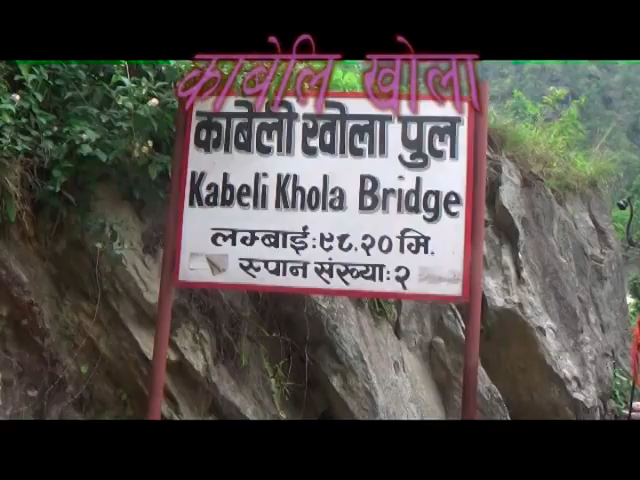 काबेलि खोला
काबेली खोला पुल
Kabeli Khola Bridge
लम्बाई:९८.२० मि.
स्पान संख्या:२